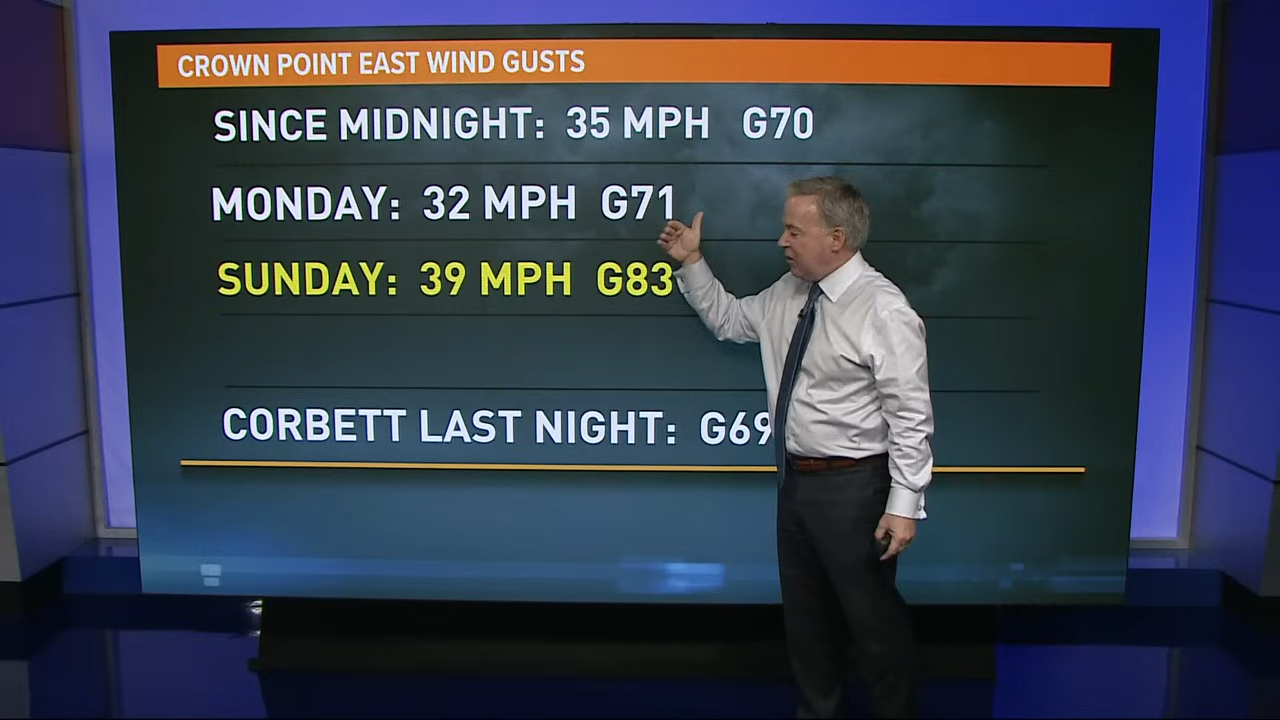 CROWN POINT EAST WIND GUSTS
SINCE MIDNIGHT: 35 MPH G70
MONDAY: 32 MPH G71
SUNDAY: 39 MPH G83
CORBETT LAST NIGHT: G69